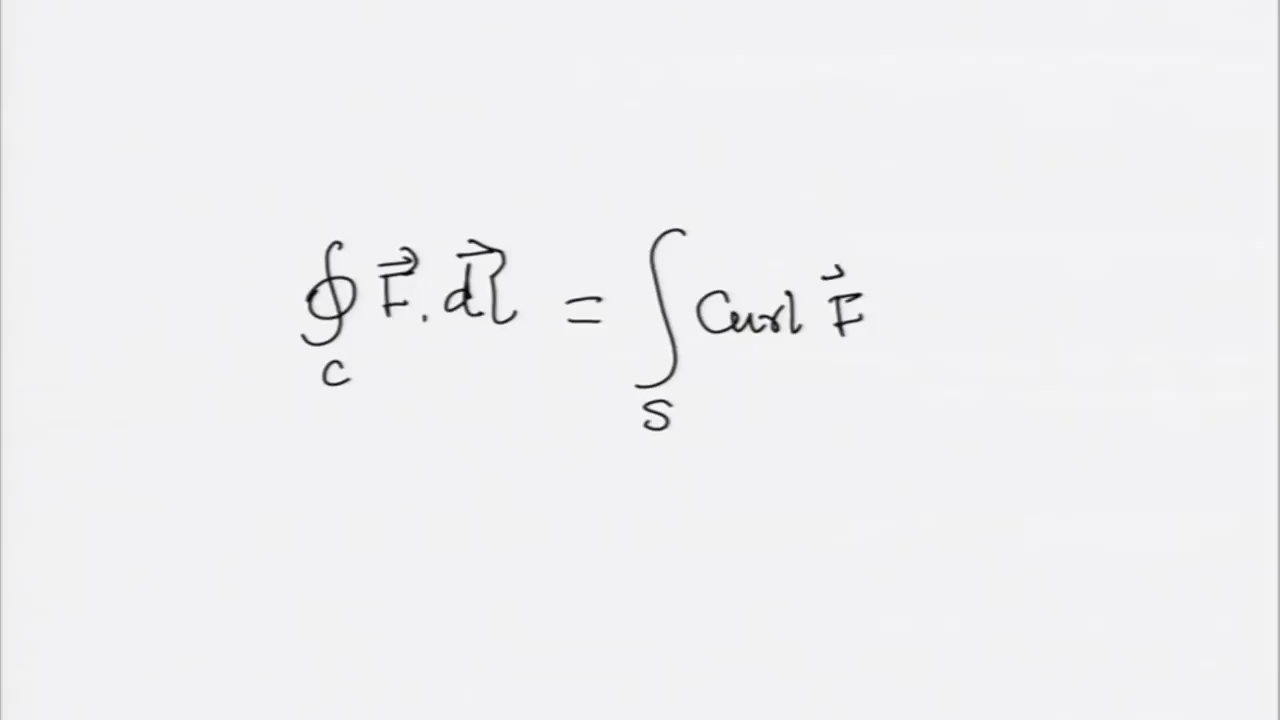 ∮_C F⃗ . dl⃗ = ∫_S Curl F⃗